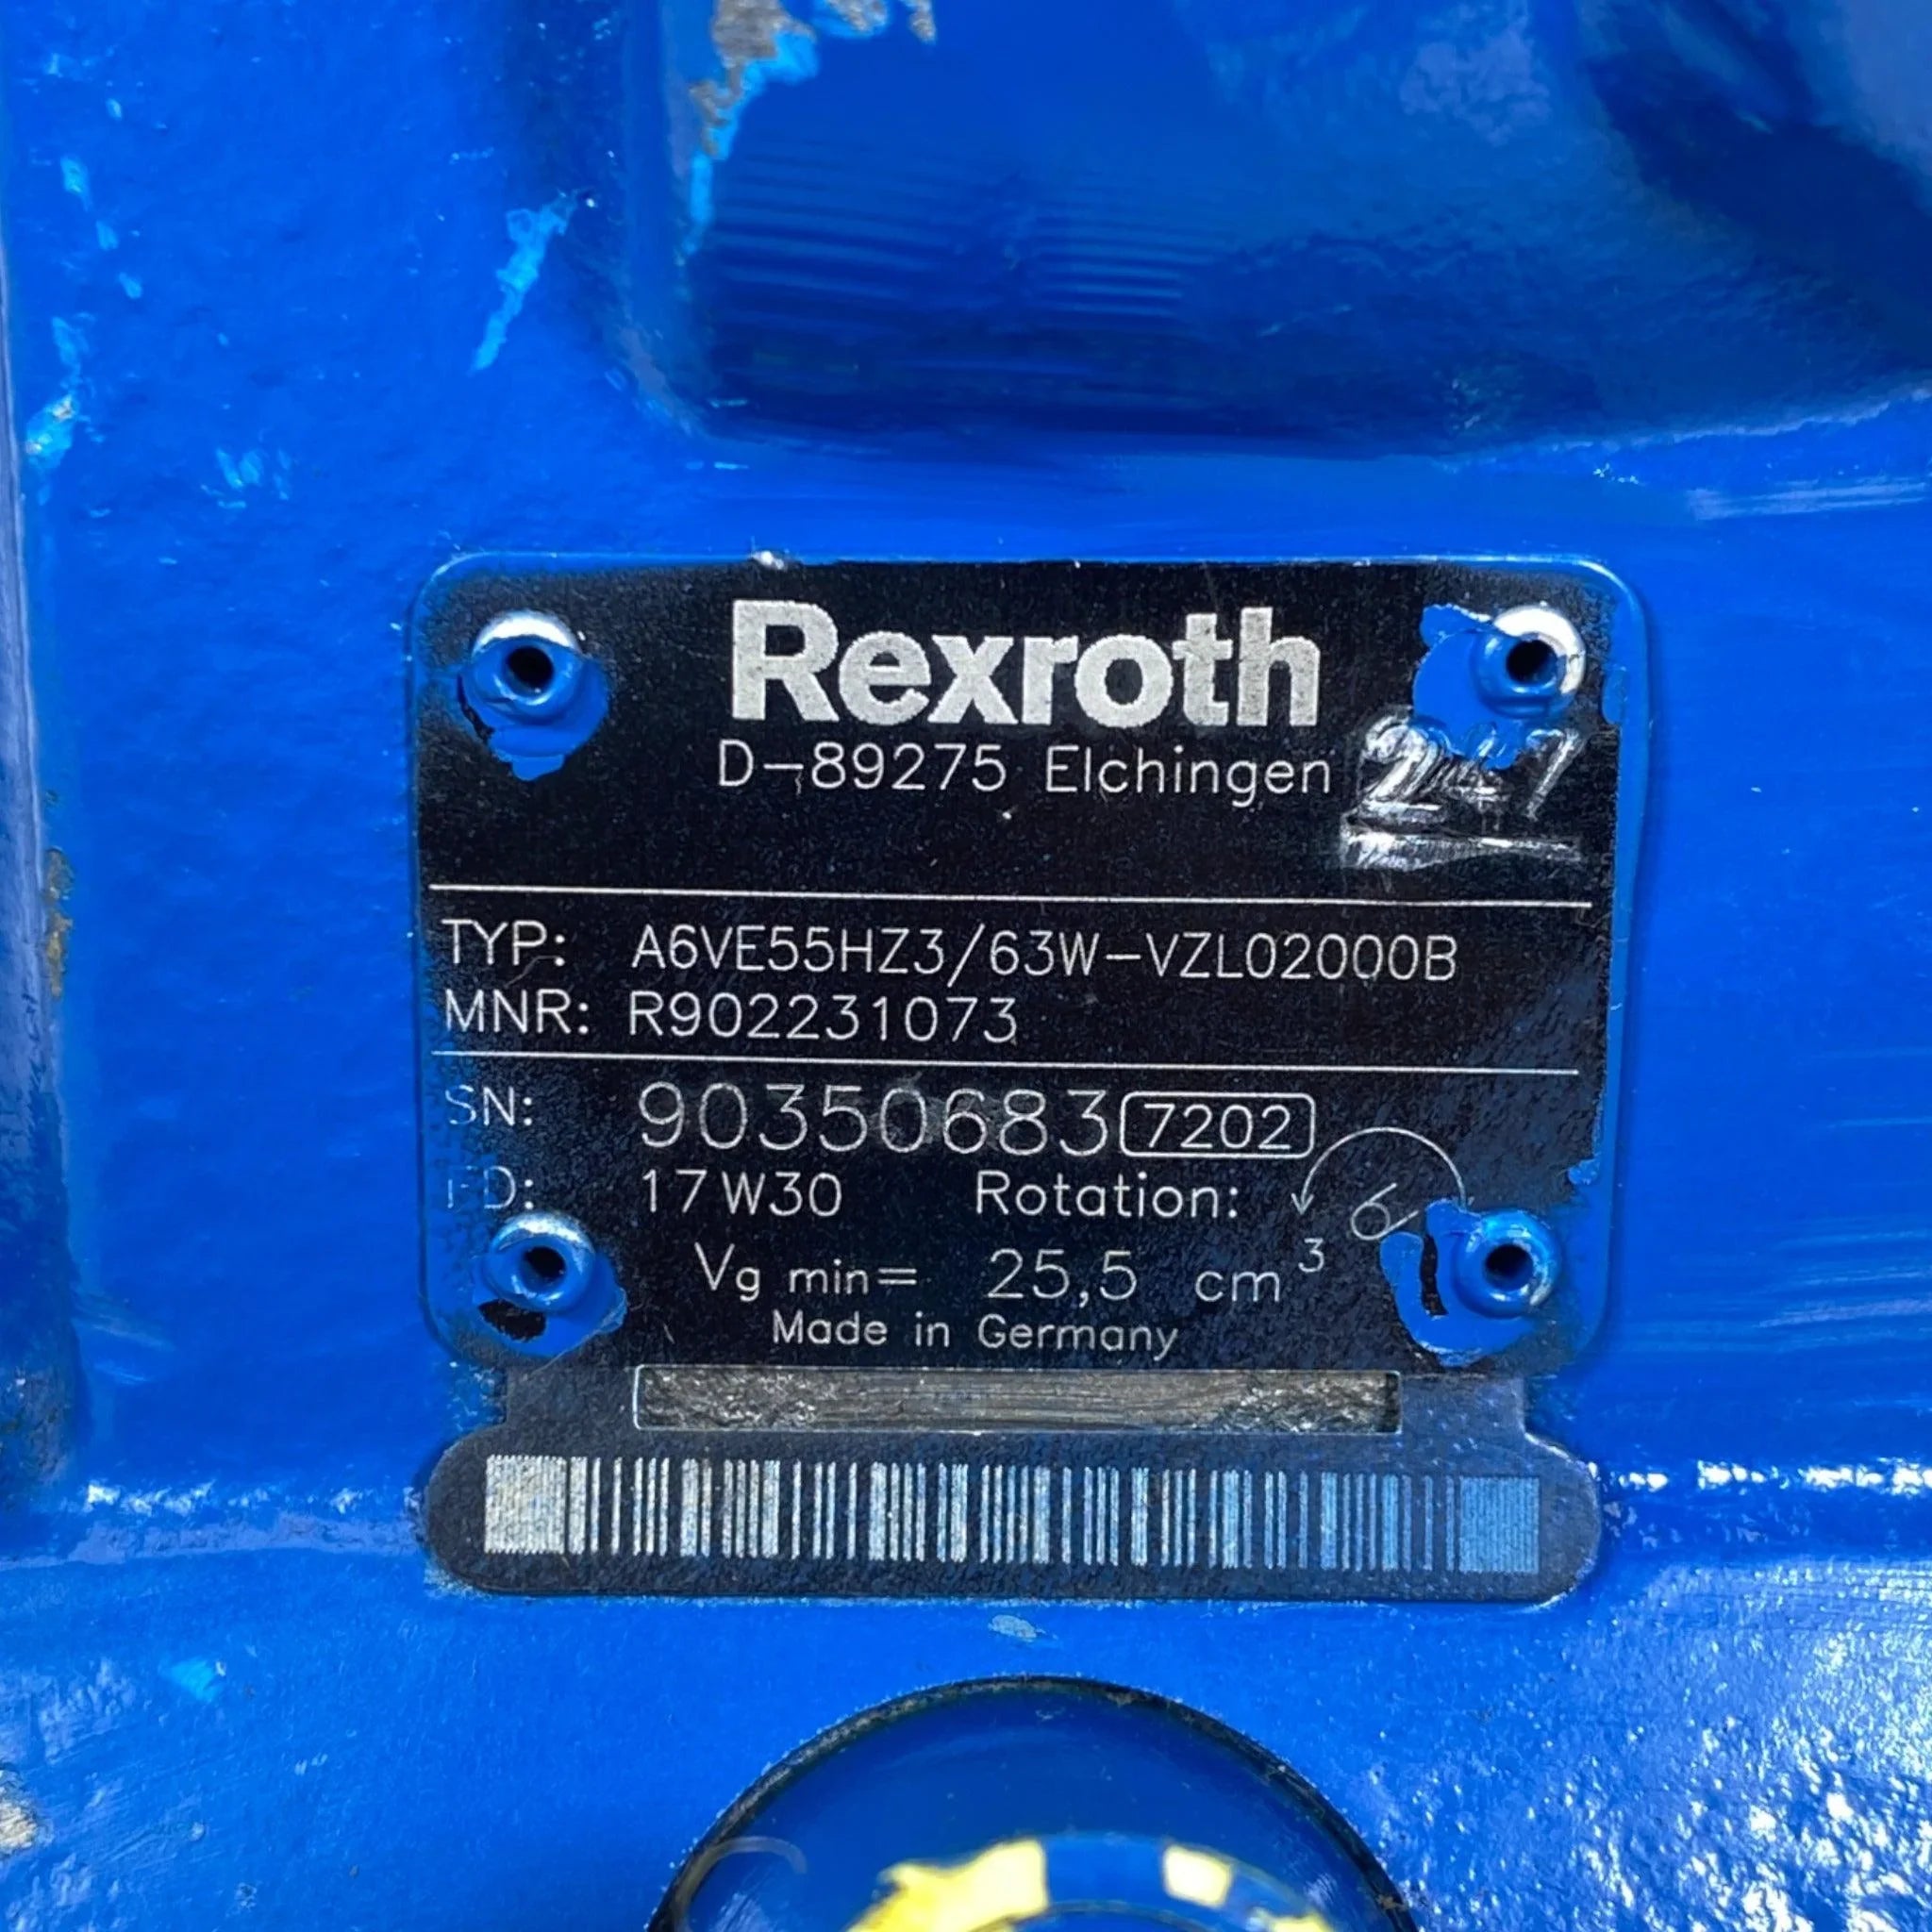 Rexroth
D-89275 Elchingen
247
TYP: A6VE55HZ3/63W-VZL02000B
MNR: R902231073
SN: 90350683 7202
FD: 17W30 Rotation:
Vg min= 25,5 cm³
Made in Germany